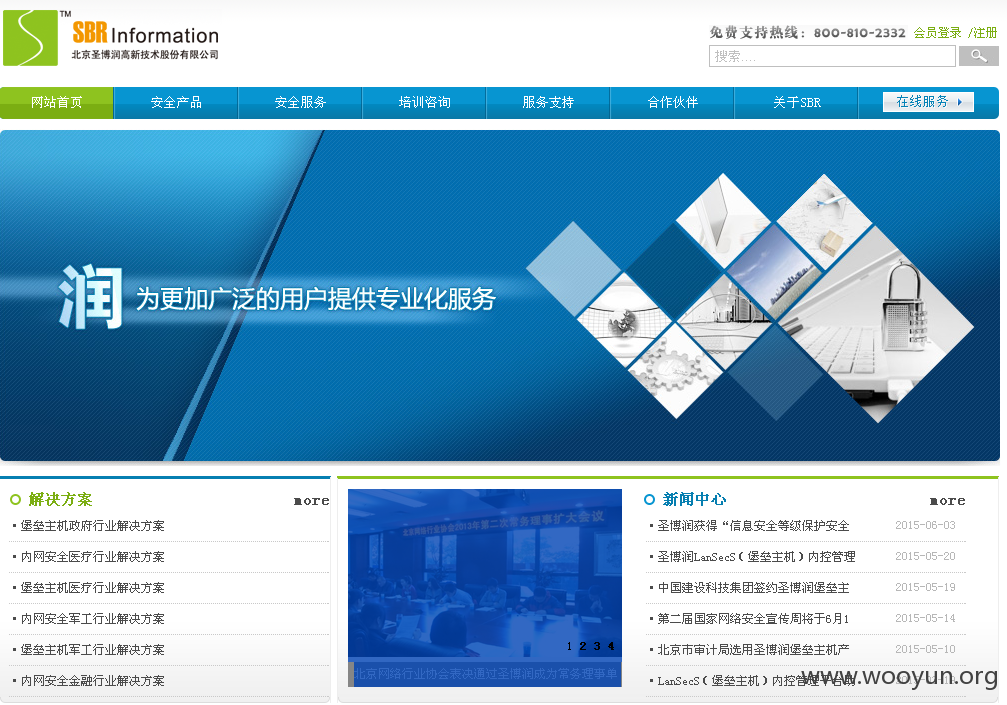 TM
SBR Information
北京圣博润高新技术股份有限公司
免费支持热线：800-810-2332 会员登录 /注册
搜索....
网站首页 安全产品 安全服务 培训咨询 服务支持 合作伙伴 关于SBR 在线服务
润 为更加广泛的用户提供专业化服务
解决方案 more
堡垒主机政府行业解决方案
内网安全医疗行业解决方案
堡垒主机医疗行业解决方案
内网安全军工行业解决方案
堡垒主机军工行业解决方案
内网安全金融行业解决方案
北京网络行业协会2013年第二次常务理事扩大会议
1 2 3 4
北京网络行业协会表决通过圣博润成为常务理事单
新闻中心 more
圣博润获得“信息安全等级保护安全 2015-06-03
圣博润LanSecS（堡垒主机）内控管理 2015-05-20
中国建设科技集团签约圣博润堡垒主 2015-05-19
第二届国家网络安全宣传周将于6月1 2015-05-14
北京市审计局选用圣博润堡垒主机产 2015-05-10
LanSecS（堡垒主机）内控管理平台助
www.wooyun.org